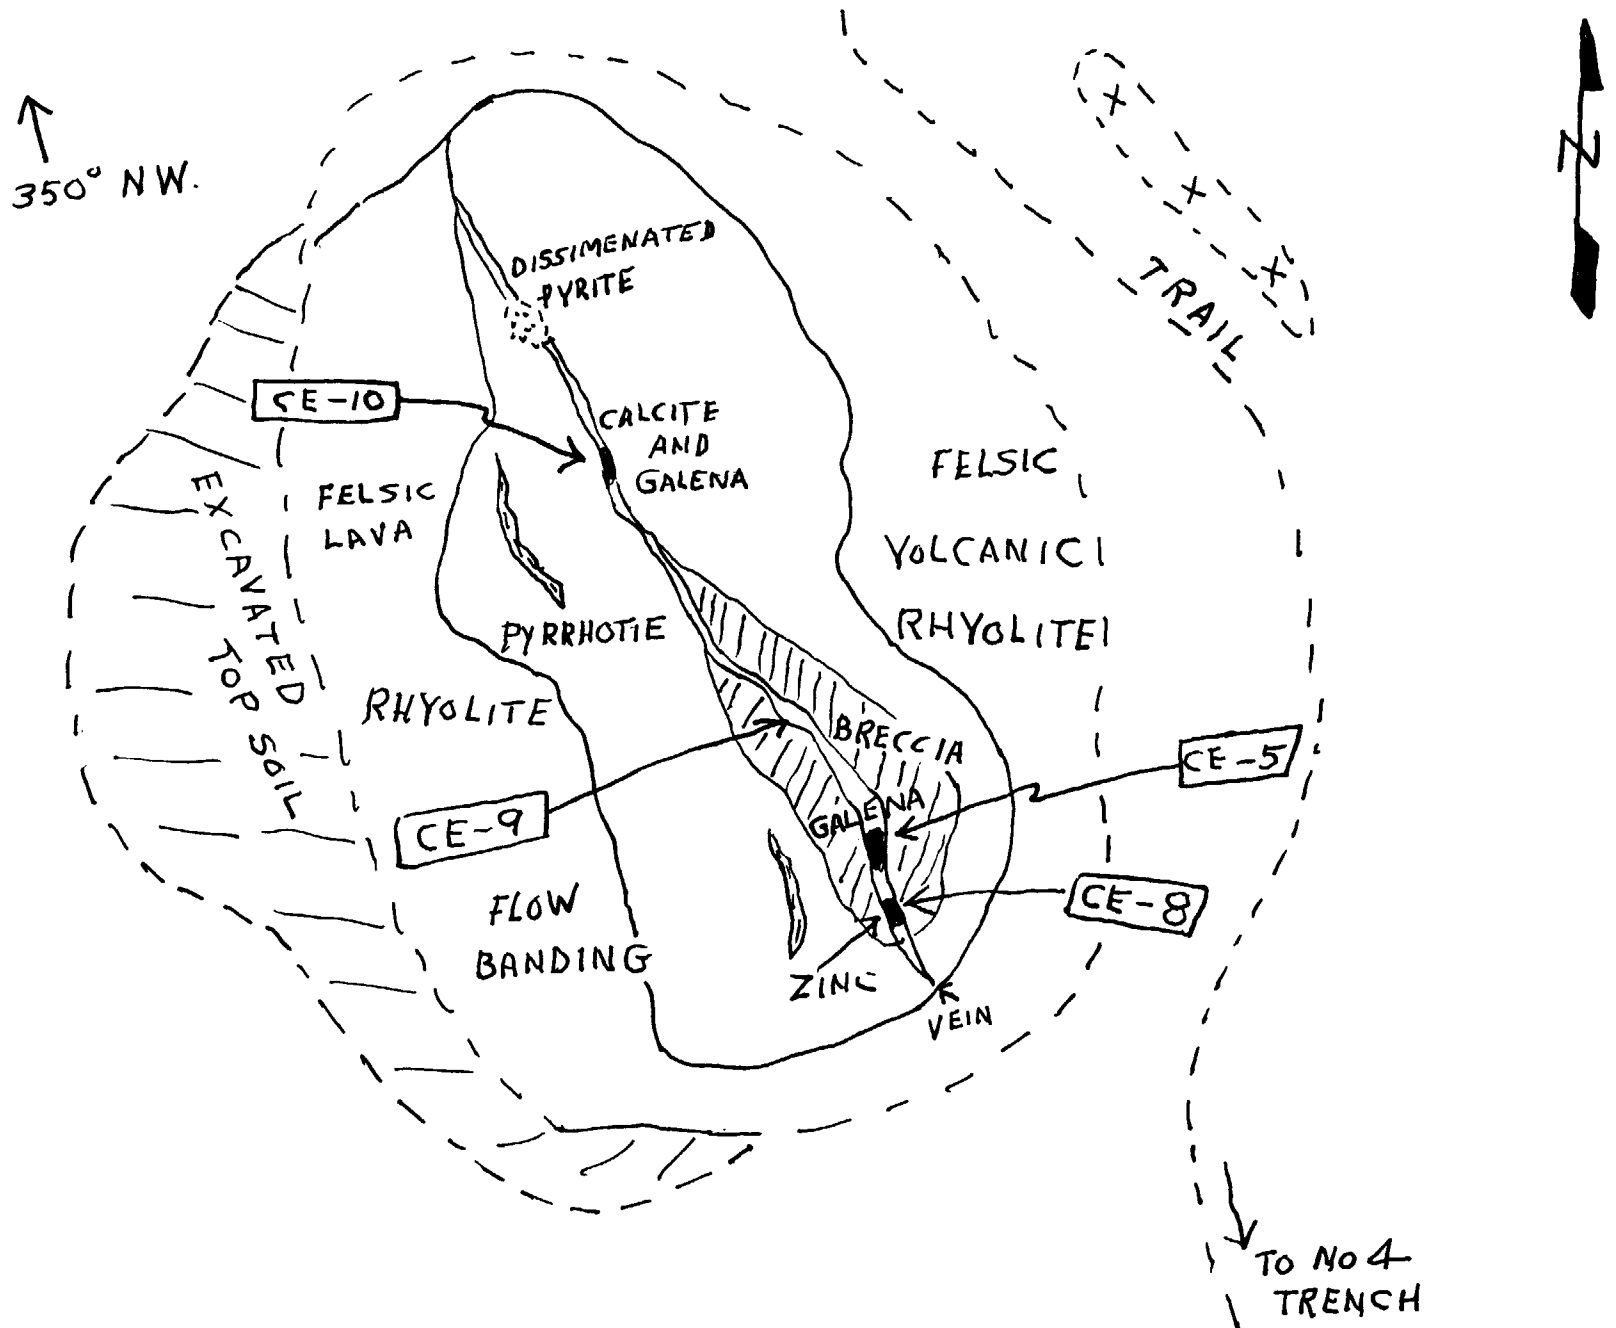 N
350° NW.
DISSIMENATED
PYRITE
TRAIL
CE-10
CALCITE
AND
GALENA
FELSIC
VOLCANIC
RHYOLITE
FELSIC
LAVA
EXCAVATED
TOP SOIL
PYRRHOTIE
RHYOLITE
BRECCIA
CE-5
GALENA
CE-9
CE-8
FLOW
BANDING
ZINC
VEIN
TO NO 4
TRENCH